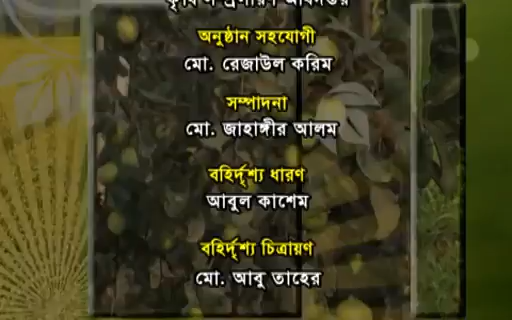 অনুষ্ঠান সহযোগী
মো. রেজাউল করিম
সম্পাদনা
মো. জাহাঙ্গীর আলম
বহির্দৃশ্য ধারণ
আবুল কাশেম
বহির্দৃশ্য চিত্রায়ণ
মো. আবু তাহের